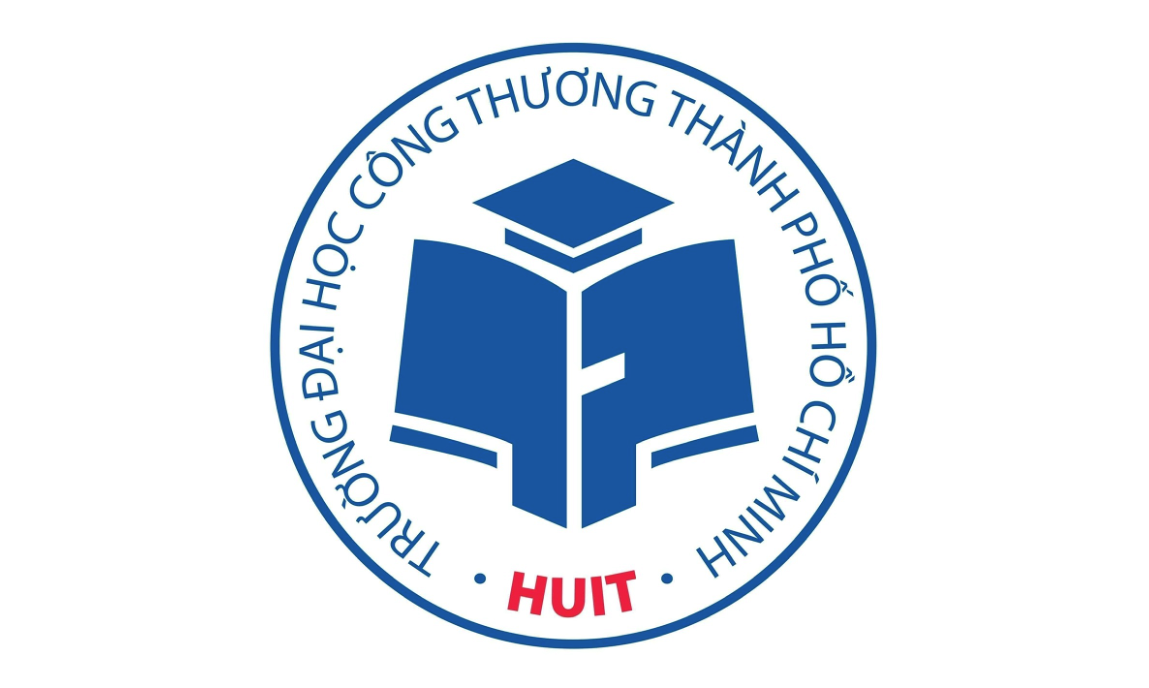 TRƯỜNG ĐẠI HỌC CÔNG THƯƠNG THÀNH PHỐ HỒ CHÍ MINH
• HUIT •